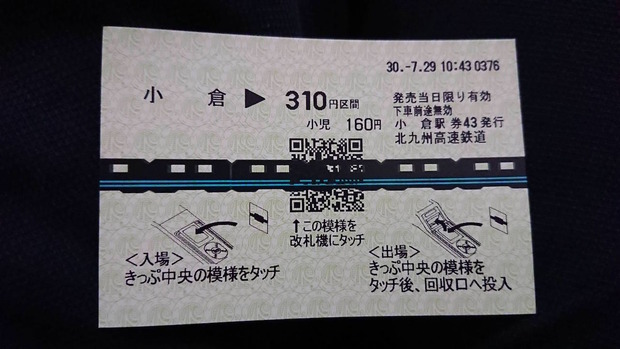 30.-7.29 10:43 0376
小倉 ▶ 310円区間
小児 160円
発売当日限り有効
下車前途無効
小倉駅 券43発行
北九州高速鉄道
↑この模様を
改札機にタッチ
<入場>
きっぷ中央の模様をタッチ
<出場>
きっぷ中央の模様を
タッチ後、回収口へ投入